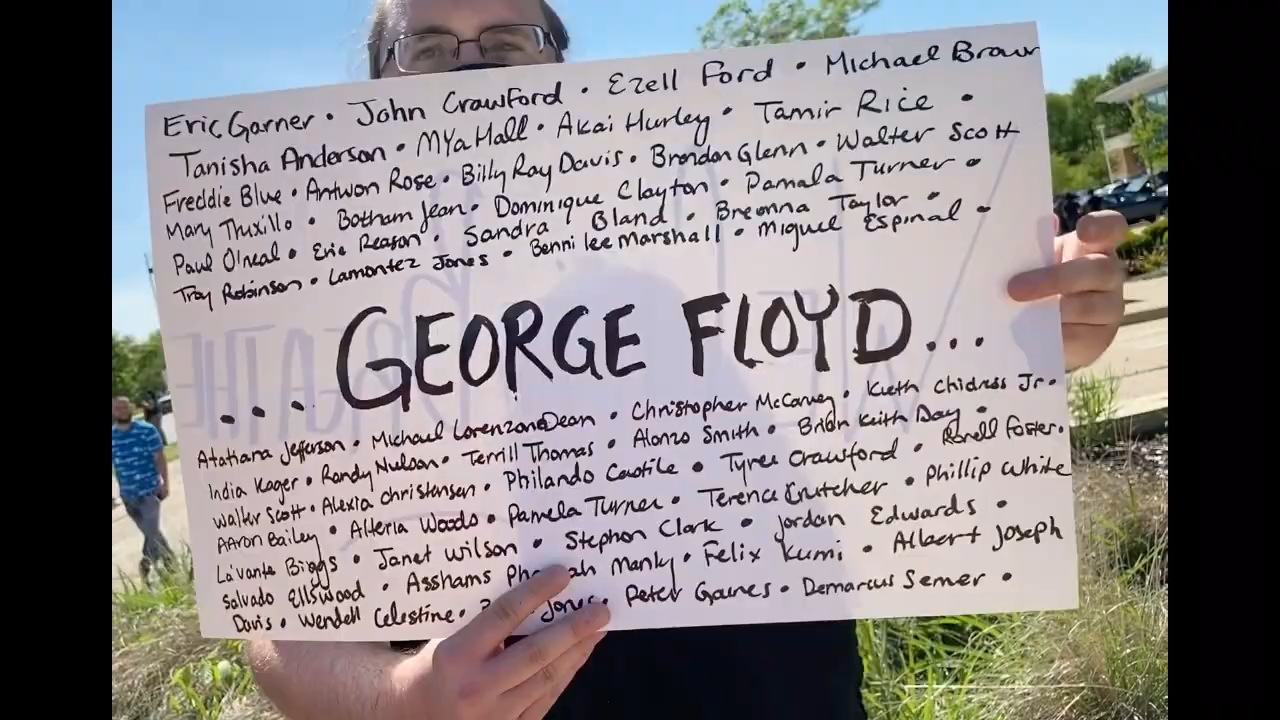 Eric Garner • John Crawford • Ezell Ford • Michael Brown
Tanisha Anderson • MYa Hall • Akai Hurley • Tamir Rice •
Freddie Blue • Antwon Rose • Billy Ray Davis • Brendon Glenn • Walter Scott
Mary Truxillo • Botham Jean • Dominique Clayton • Pamala Turner •
Paul O'neal • Eric Reason • Sandra Bland • Breonna Taylor •
Troy Robinson • Lamontez Jones • Benni lee Marshall • Miguel Espinal •
.... GEORGE FLOYD...
Atatiana Jefferson • Michael Lorenzo Dean • Christopher McCorvey • Kieth Chidress Jr.
India Kager • Randy Nelson • Terrill Thomas • Alonzo Smith • Brian Keith Day •
Walter Scott • Alexia christensen • Philando Castile • Tyree Crawford • Ronell Foster •
AAron Bailey • Alteria Woods • Pamela Turner • Terence Crutcher • Phillip White
La'vante Biggs • Janet wilson • Stephon Clark • Jordan Edwards •
Salvado Ellswood • Asshams Manly • Felix Kumi • Albert Joseph
Davis • Wendell Celestine • Jones • Peter Gaines • Demarcus Semer •